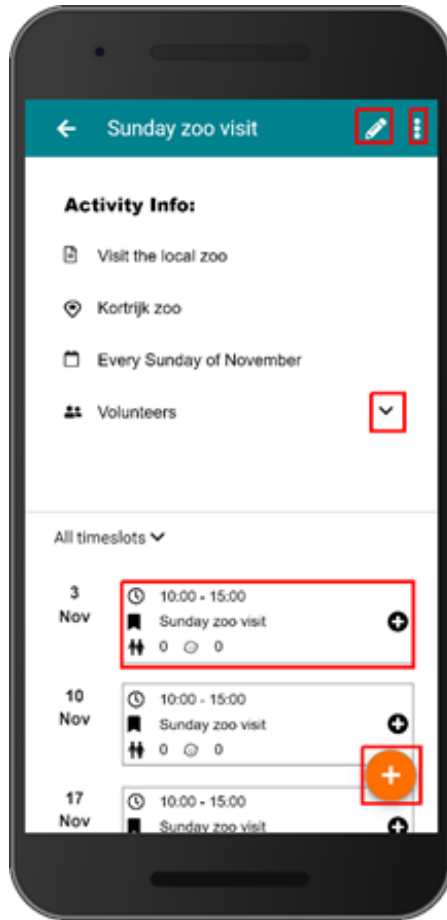 Sunday zoo visit
Activity Info:
Visit the local zoo
Kortrijk zoo
Every Sunday of November
Volunteers
All timeslots
3
Nov
10:00 - 15:00
Sunday zoo visit
0 0
10
Nov
10:00 - 15:00
Sunday zoo visit
0 0
17
Nov
10:00 - 15:00
Sunday zoo visit